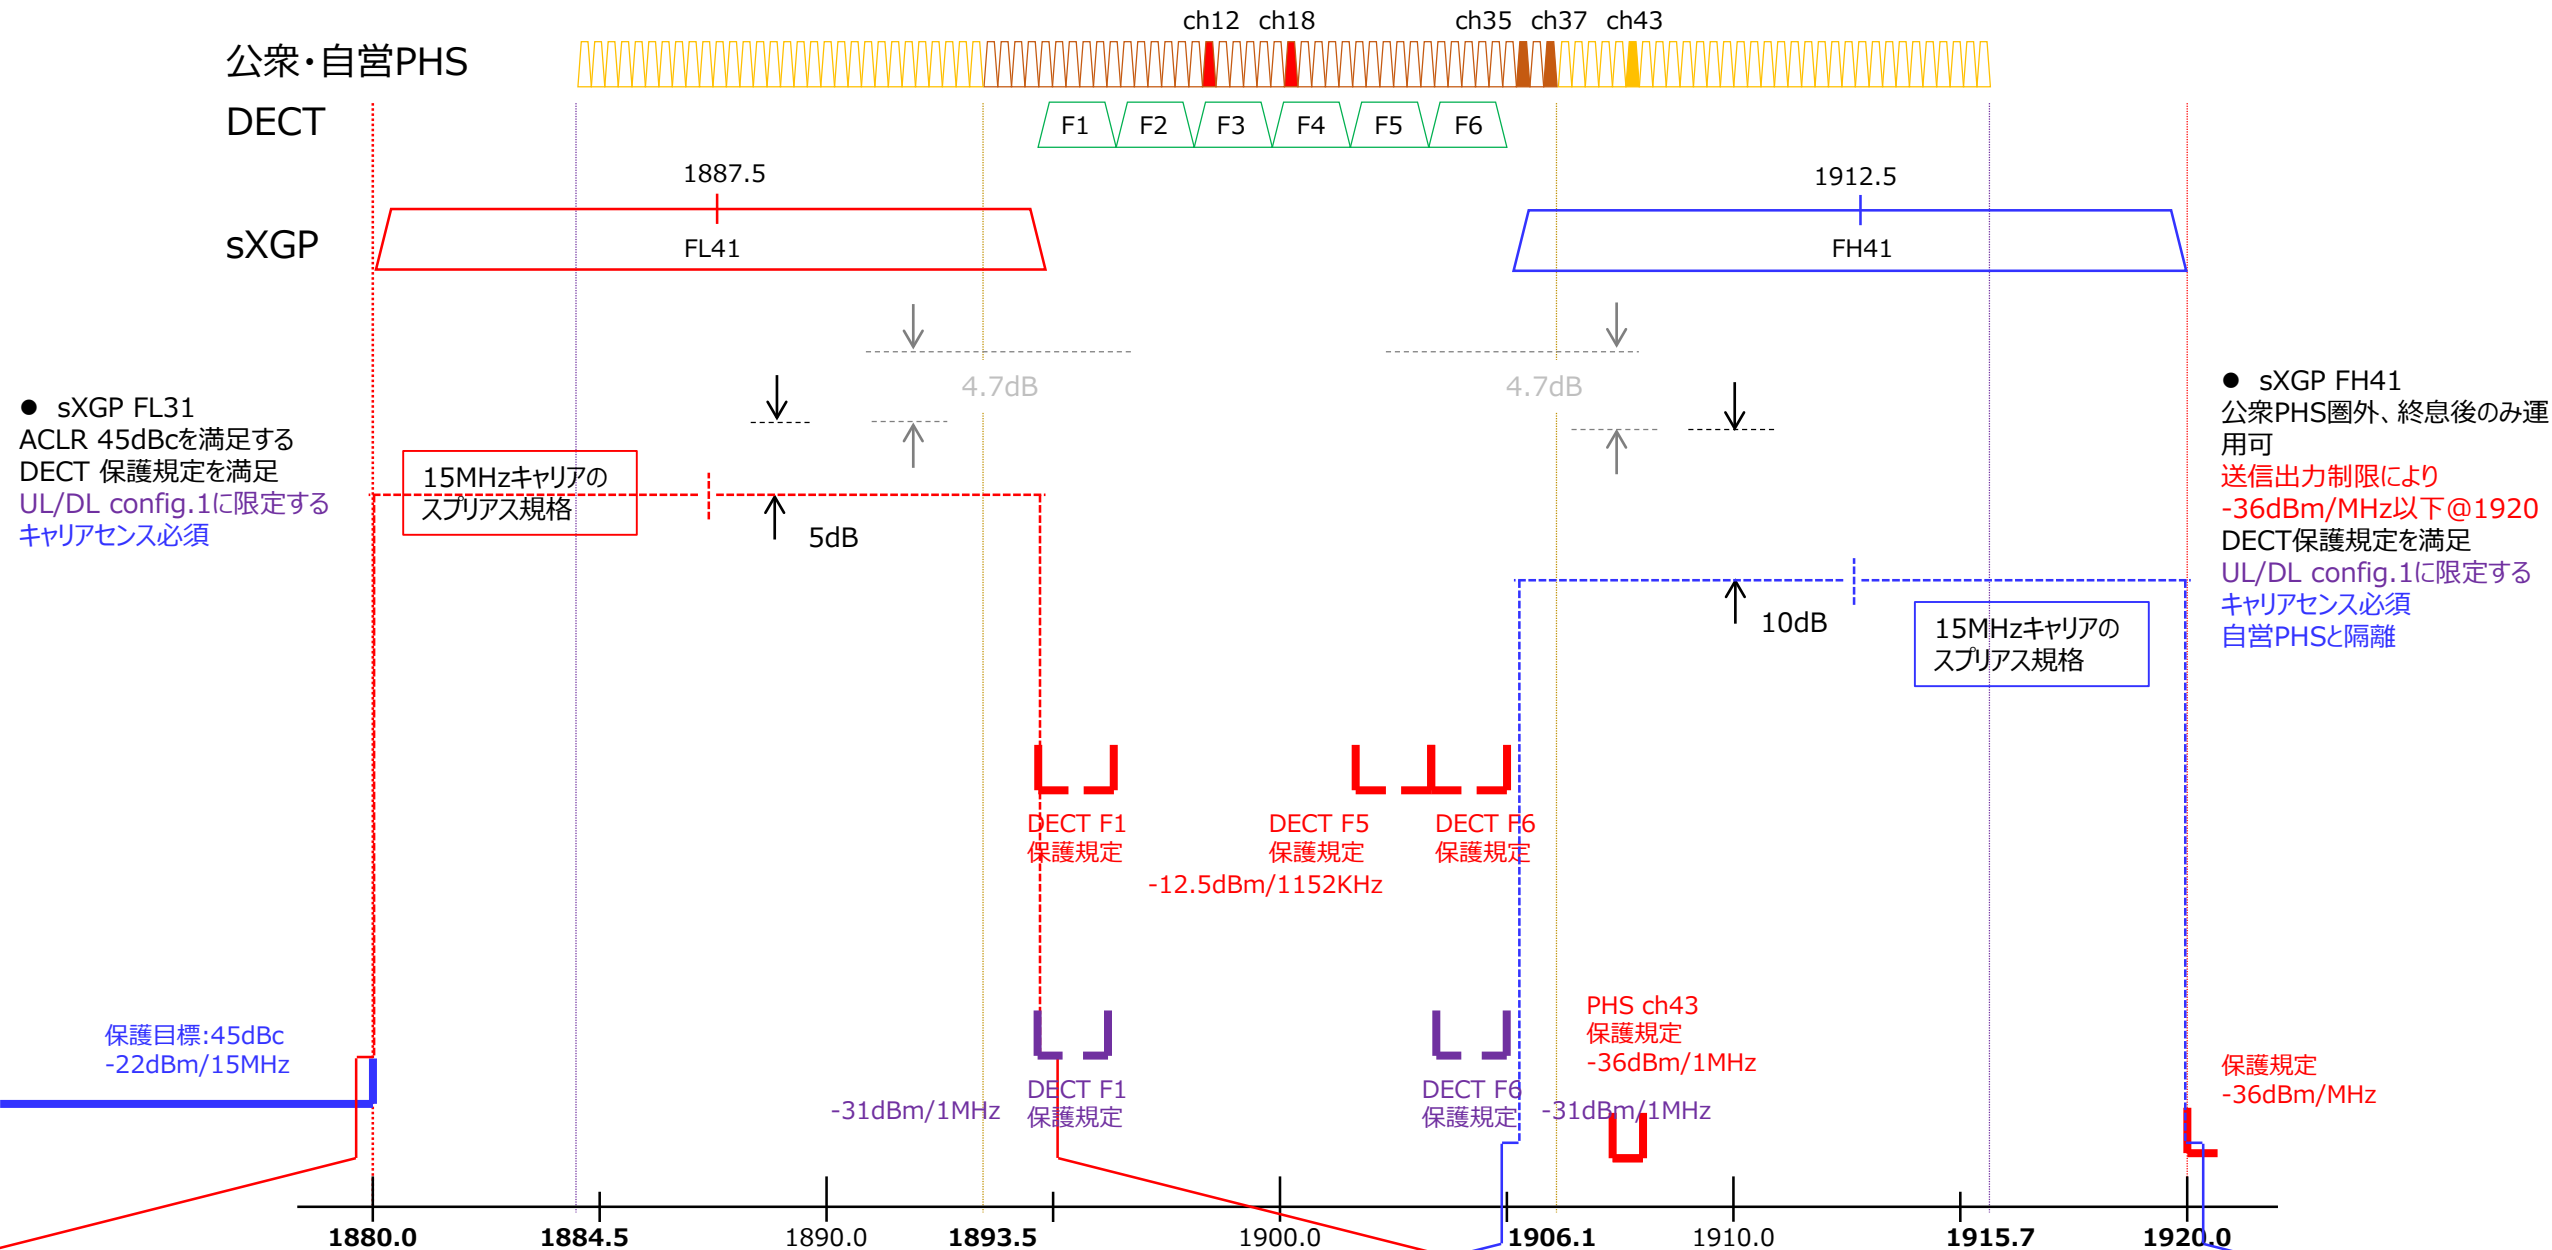 ch12 ch18 ch35 ch37 ch43
公衆・自営PHS
DECT
F1 F2 F3 F4 F5 F6
1887.5
1912.5
sXGP
FL41
FH41
4.7dB
4.7dB
● sXGP FL31
ACLR 45dBcを満足する
DECT 保護規定を満足
UL/DL config.1に限定する
キャリアセンス必須
15MHzキャリアの
スプリアス規格
5dB
● sXGP FH41
公衆PHS圏外、終息後のみ運
用可
送信出力制限により
-36dBm/MHz以下@1920
DECT保護規定を満足
UL/DL config.1に限定する
キャリアセンス必須
自営PHSと隔離
10dB
15MHzキャリアの
スプリアス規格
DECT F1
保護規定
DECT F5
保護規定
DECT F6
保護規定
-12.5dBm/1152KHz
保護目標:45dBc
-22dBm/15MHz
-31dBm/1MHz
DECT F1
保護規定
DECT F6
保護規定
-31dBm/1MHz
PHS ch43
保護規定
-36dBm/1MHz
保護規定
-36dBm/MHz
1880.0 1884.5 1890.0 1893.5 1900.0 1906.1 1910.0 1915.7 1920.0